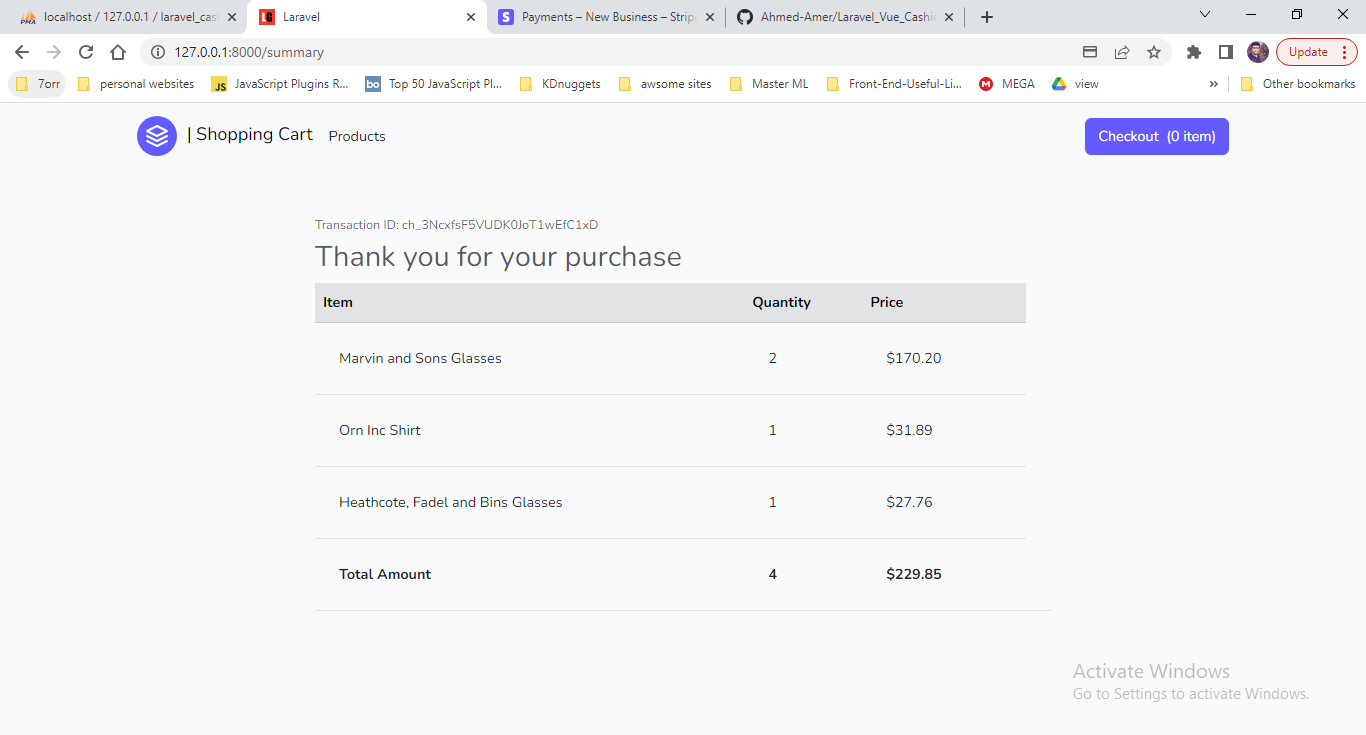 PMA localhost / 127.0.0.1 / laravel_cas
LG Laravel
S Payments – New Business – Strip
Ahmed-Amer/Laravel_Vue_Cashi
127.0.0.1:8000/summary
Update
7orr
personal websites
JS JavaScript Plugins R...
bo Top 50 JavaScript Pl...
KDnuggets
awsome sites
Master ML
Front-End-Useful-Li...
M MEGA
view
»
Other bookmarks
| Shopping Cart Products Checkout (0 item)
Transaction ID: ch_3NcxfsF5VUDK0JoT1wEfC1xD
Thank you for your purchase
Item Quantity Price
Marvin and Sons Glasses 2 $170.20
Orn Inc Shirt 1 $31.89
Heathcote, Fadel and Bins Glasses 1 $27.76
Total Amount 4 $229.85
Activate Windows
Go to Settings to activate Windows.